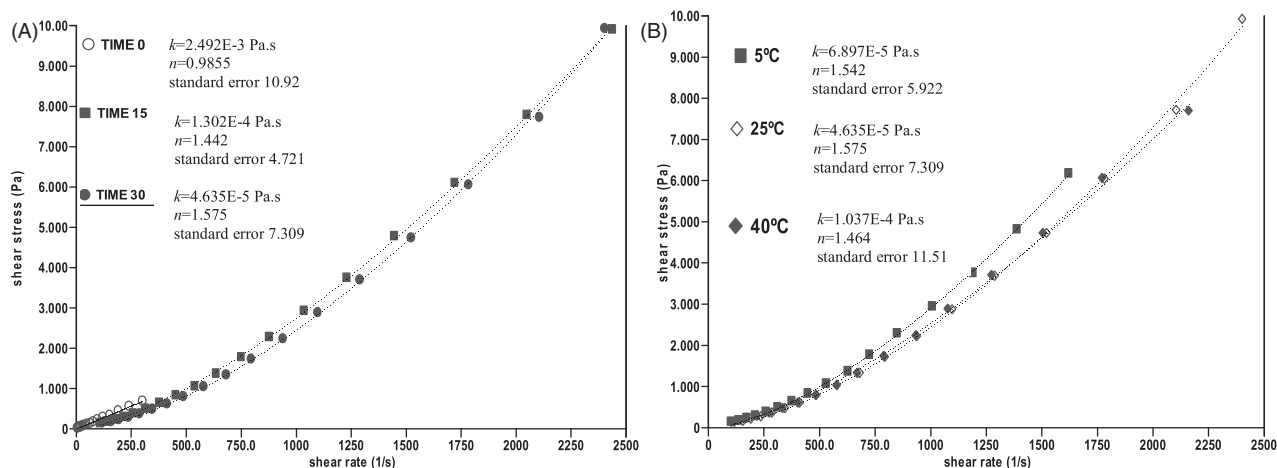 (A)
TIME 0
k=2.492E-3 Pa.s
n=0.9855
standard error 10.92
TIME 15
k=1.302E-4 Pa.s
n=1.442
standard error 4.721
TIME 30
k=4.635E-5 Pa.s
n=1.575
standard error 7.309
shear stress (Pa)
10.00
9.000
8.000
7.000
6.000
5.000
4.000
3.000
2.000
1.000
0
0 250.0 500.0 750.0 1000 1250 1500 1750 2000 2250 2500
shear rate (1/s)
(B)
5ºC
k=6.897E-5 Pa.s
n=1.542
standard error 5.922
25ºC
k=4.635E-5 Pa.s
n=1.575
standard error 7.309
40ºC
k=1.037E-4 Pa.s
n=1.464
standard error 11.51
shear stress (Pa)
10.00
9.000
8.000
7.000
6.000
5.000
4.000
3.000
2.000
1.000
0
0 250.0 500.0 750.0 1000 1250 1500 1750 2000 2250 2500
shear rate (1/s)